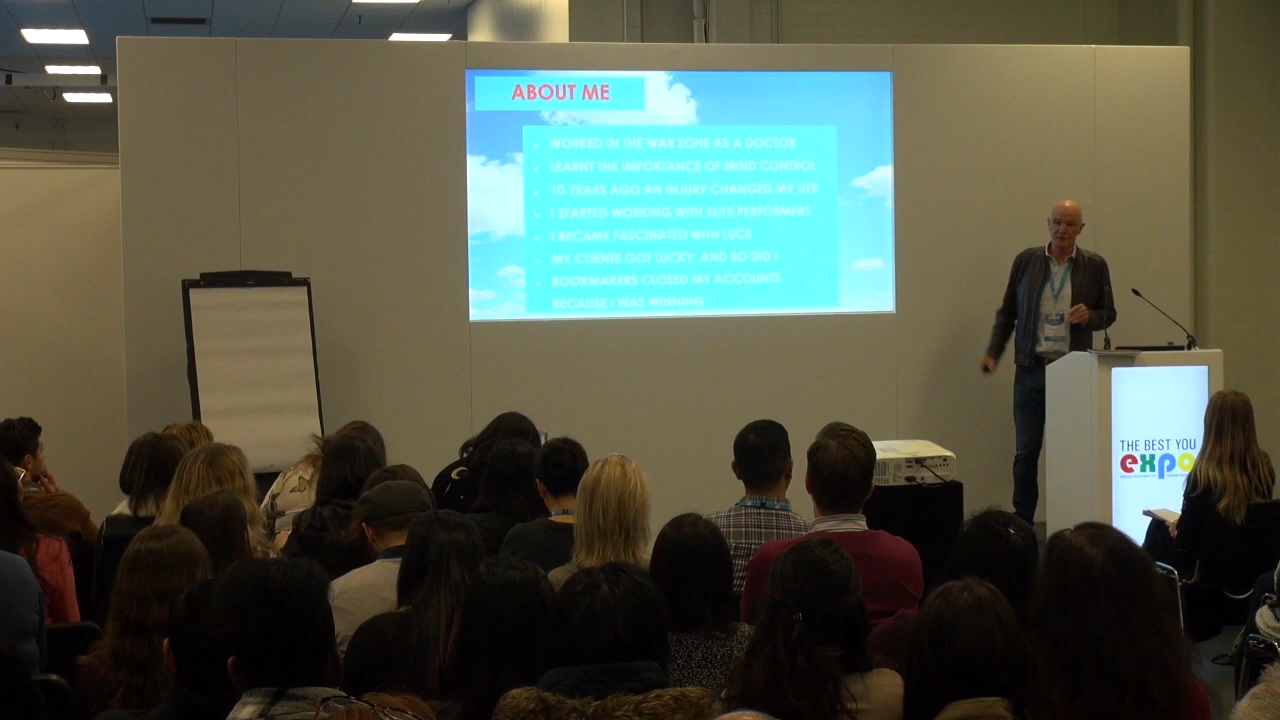 ABOUT ME
• WORKED IN THE WAR ZONE AS A DOCTOR
• LEARNT THE IMPORTANCE OF MIND CONTROL
• 10 YEARS AGO AN INJURY CHANGED MY LIFE
• I STARTED WORKING WITH ELITE PERFORMERS.
• I BECAME FASCINATED WITH LUCK
• MY CLIENTS GOT LUCKY, AND SO DID I
• BOOKMAKERS CLOSED MY ACCOUNTS
BECAUSE I WAS WINNING
THE BEST YOU
expo